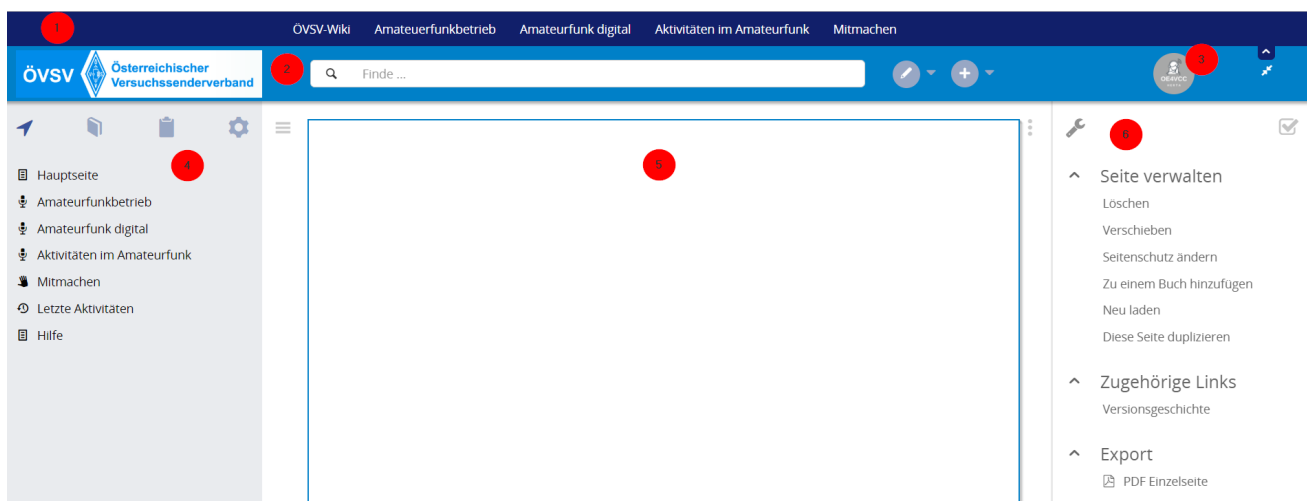 1
ÖVSV-Wiki Amateuerfunkbetrieb Amateurfunk digital Aktivitäten im Amateurfunk Mitmachen
ÖVSV
Österreichischer
Versuchssenderverband
2
Finde ...
3
OE4VCC
4
5
6
Hauptseite
Amateurfunkbetrieb
Amateurfunk digital
Aktivitäten im Amateurfunk
Mitmachen
Letzte Aktivitäten
Hilfe
Seite verwalten
Löschen
Verschieben
Seitenschutz ändern
Zu einem Buch hinzufügen
Neu laden
Diese Seite duplizieren
Zugehörige Links
Versionsgeschichte
Export
PDF Einzelseite